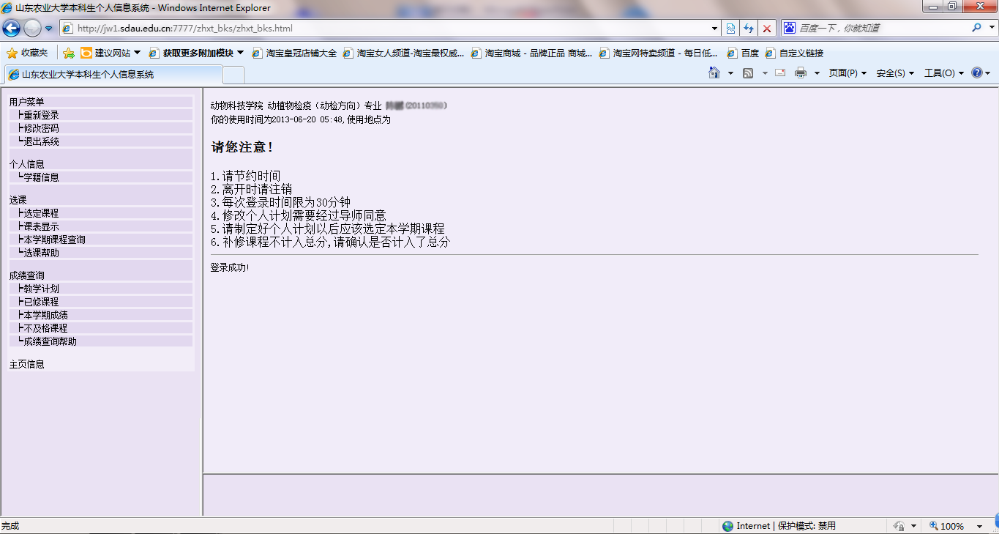 山东农业大学本科生个人信息系统 - Windows Internet Explorer
http://jw1.sdau.edu.cn:7777/zhxt_bks/zhxt_bks.html
百度一下，你就知道
收藏夹 建议网站 获取更多附加模块 淘宝皇冠店铺大全 淘宝女人频道-淘宝最权威... 淘宝商城 - 品牌正品 商城... 淘宝网特卖频道 - 每日低... 百度 自定义链接
山东农业大学本科生个人信息系统
页面(P) 安全(S) 工具(O)
用户菜单
┝重新登录
┝修改密码
┕退出系统
个人信息
┕学籍信息
选课
┝选定课程
┝课表显示
┝本学期课程查询
┕选课帮助
成绩查询
┝教学计划
┝已修课程
┝本学期成绩
┝不及格课程
┕成绩查询帮助
主页信息
动物科技学院 动植物检疫（动检方向）专业
你的使用时间为2013-06-20 05:48,使用地点为
请您注意!
1.请节约时间
2.离开时请注销
3.每次登录时间限为30分钟
4.修改个人计划需要经过导师同意
5.请制定好个人计划以后应该选定本学期课程
6.补修课程不计入总分,请确认是否计入了总分
登录成功!
完成
Internet | 保护模式: 禁用
100%